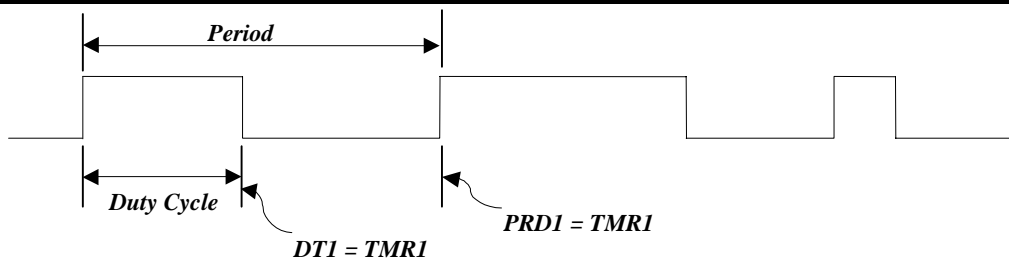 Period
Duty Cycle
PRD1 = TMR1
DT1 = TMR1